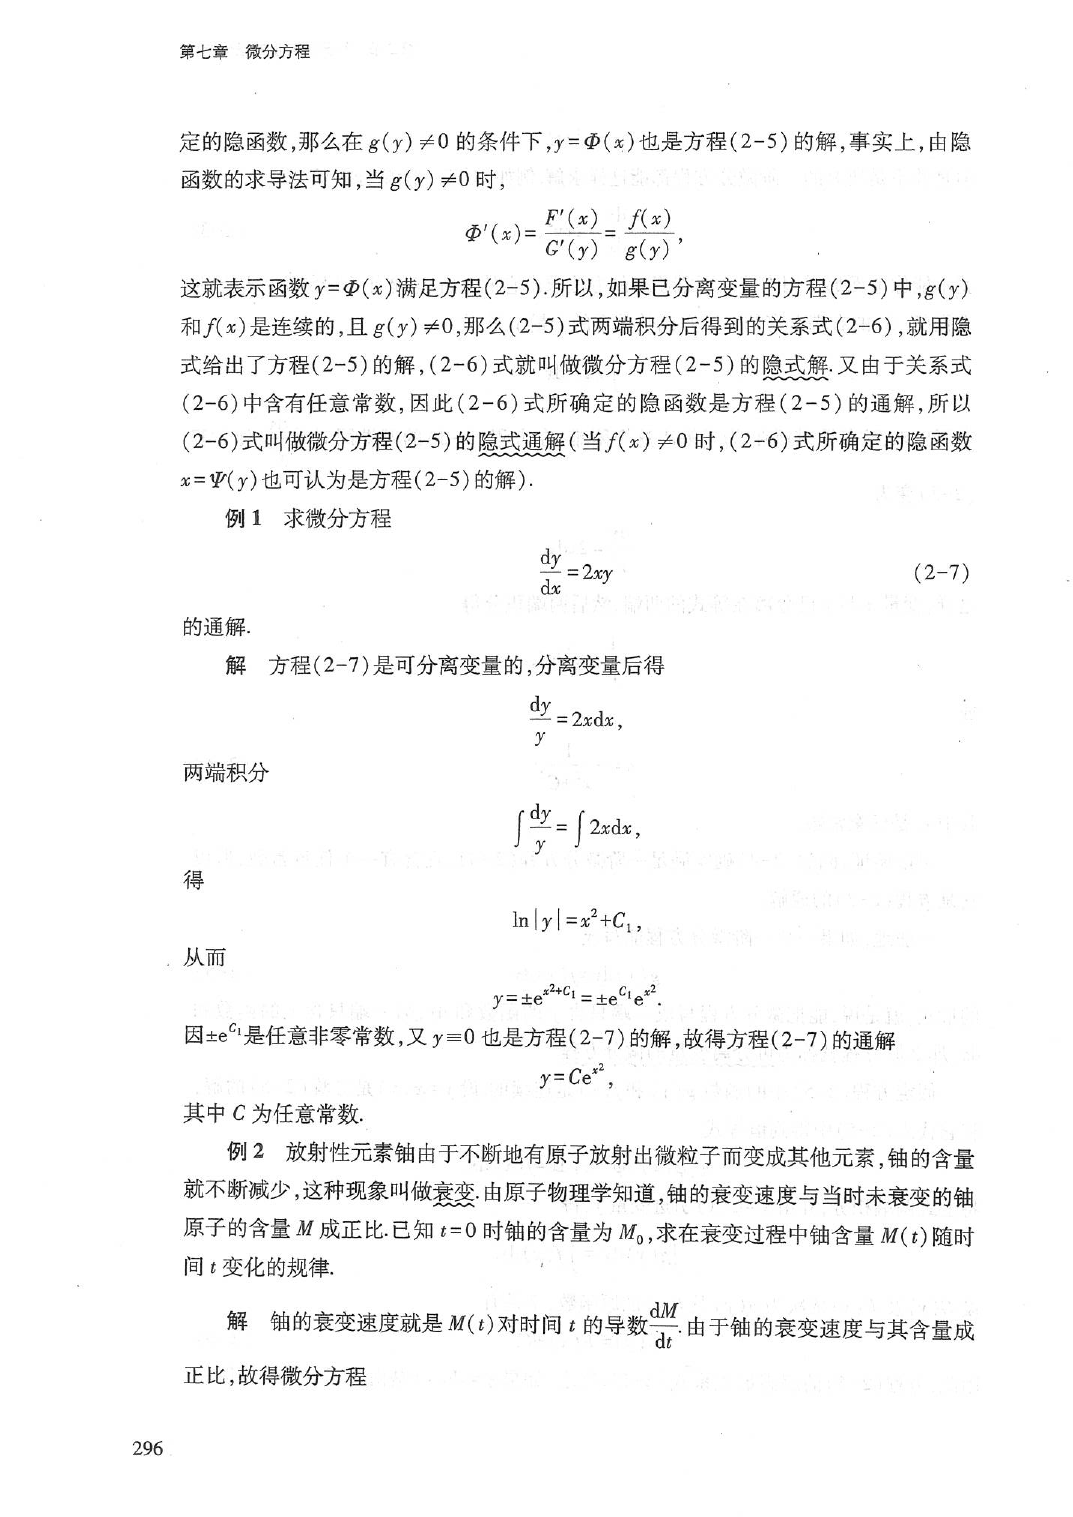 第七章 微分方程
定的隐函数,那么在 g(y)≠0 的条件下,y=Φ(x)也是方程(2-5)的解,事实上,由隐
函数的求导法可知,当 g(y)≠0 时,
Φ′(x)=F′(x)/G′(y)=f(x)/g(y),
这就表示函数 y=Φ(x)满足方程(2-5).所以,如果已分离变量的方程(2-5)中,g(y)
和 f(x)是连续的,且 g(y)≠0,那么(2-5)式两端积分后得到的关系式(2-6),就用隐
式给出了方程(2-5)的解,(2-6)式就叫做微分方程(2-5)的隐式解.又由于关系式
(2-6)中含有任意常数,因此(2-6)式所确定的隐函数是方程(2-5)的通解,所以
(2-6)式叫做微分方程(2-5)的隐式通解(当 f(x)≠0 时,(2-6)式所确定的隐函数
x=Ψ(y)也可认为是方程(2-5)的解).
例 1 求微分方程
dy/dx=2xy (2-7)
的通解.
解 方程(2-7)是可分离变量的,分离变量后得
dy/y=2xdx,
两端积分
∫dy/y=∫2xdx,
得
ln|y|=x²+C₁,
从而
y=±e^{x²+C₁}=±e^{C₁}e^{x²}.
因±e^{C₁}是任意非零常数,又 y≡0 也是方程(2-7)的解,故得方程(2-7)的通解
y=Ce^{x²},
其中 C 为任意常数.
例 2 放射性元素铀由于不断地有原子放射出微粒子而变成其他元素,铀的含量
就不断减少,这种现象叫做衰变.由原子物理学知道,铀的衰变速度与当时未衰变的铀
原子的含量 M 成正比.已知 t=0 时铀的含量为 M₀,求在衰变过程中铀含量 M(t)随时
间 t 变化的规律.
解 铀的衰变速度就是 M(t)对时间 t 的导数dM/dt.由于铀的衰变速度与其含量成
正比,故得微分方程
296